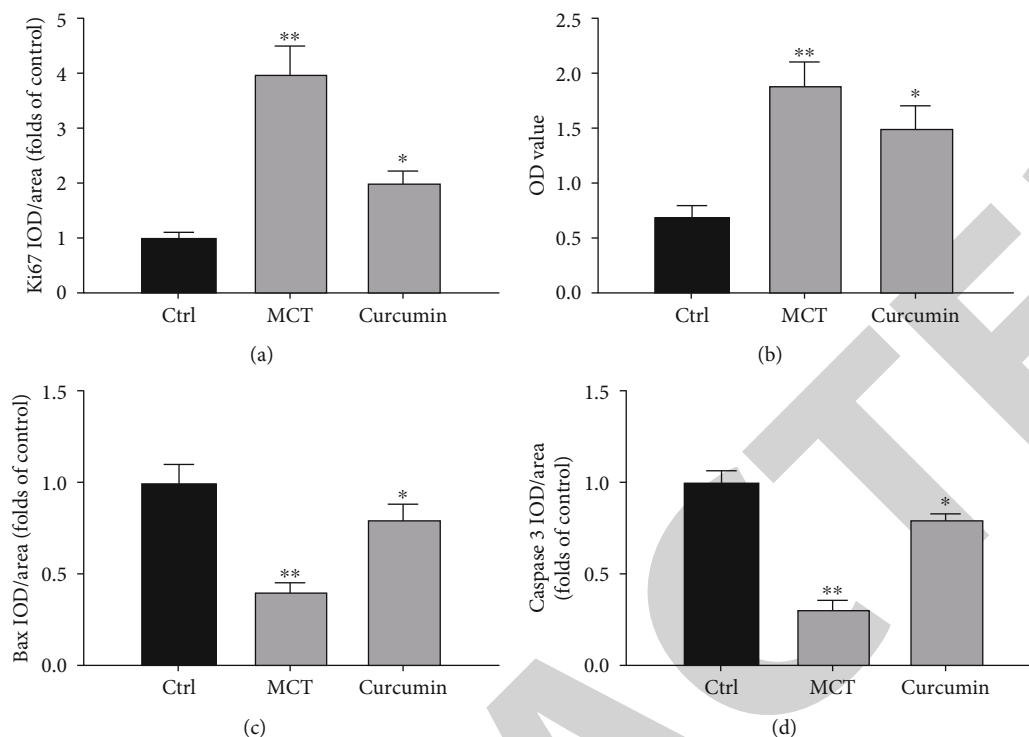 Ki67 IOD/area (folds of control)
5
4
3
2
1
0
**
*
Ctrl MCT Curcumin
(a)
OD value
2.5
2.0
1.5
1.0
0.5
0.0
**
*
Ctrl MCT Curcumin
(b)
Bax IOD/area (folds of control)
1.5
1.0
0.5
0.0
**
*
Ctrl MCT Curcumin
(c)
Caspase 3 IOD/area
(folds of control)
1.5
1.0
0.5
0.0
**
*
Ctrl MCT Curcumin
(d)